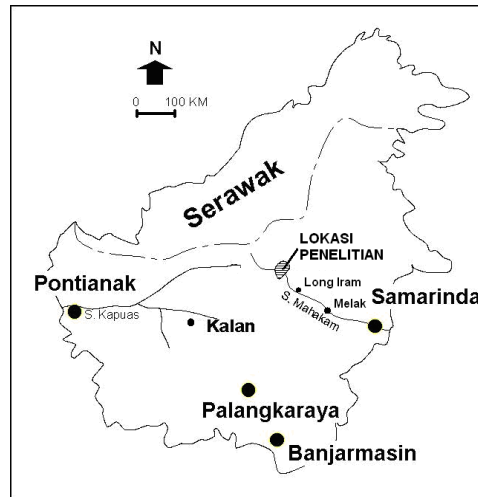 N
0 100 KM
Serawak
LOKASI
PENELITIAN
Long Iram
S. Mahakam
Melak
Samarinda
Pontianak
S. Kapuas
Kalan
Palangkaraya
Banjarmasin